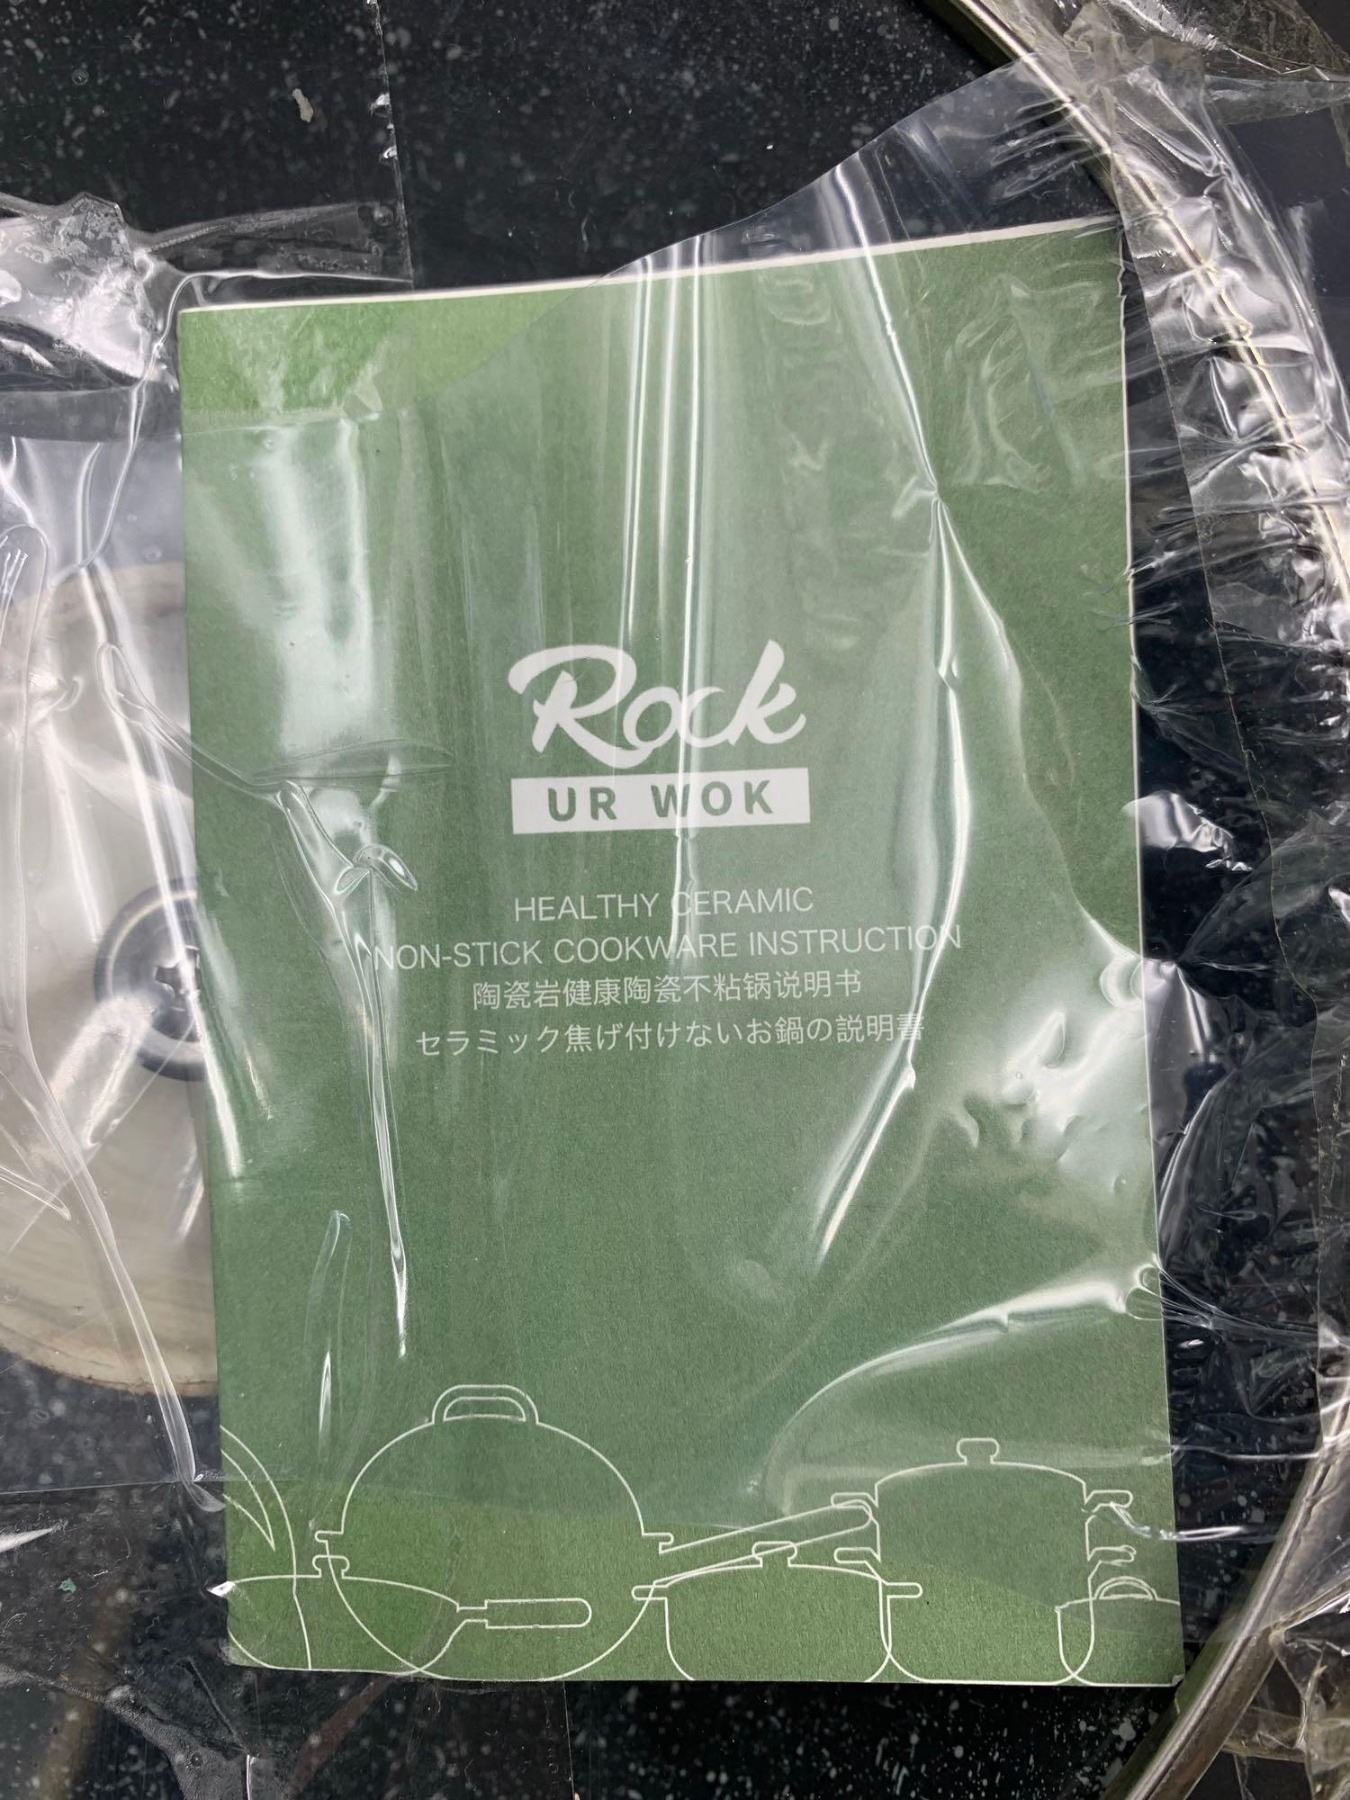 Rock
UR WOK
HEALTHY CERAMIC
NON-STICK COOKWARE INSTRUCTION
陶瓷岩健康陶瓷不粘锅说明书
セラミック焦げ付けないお鍋の説明書